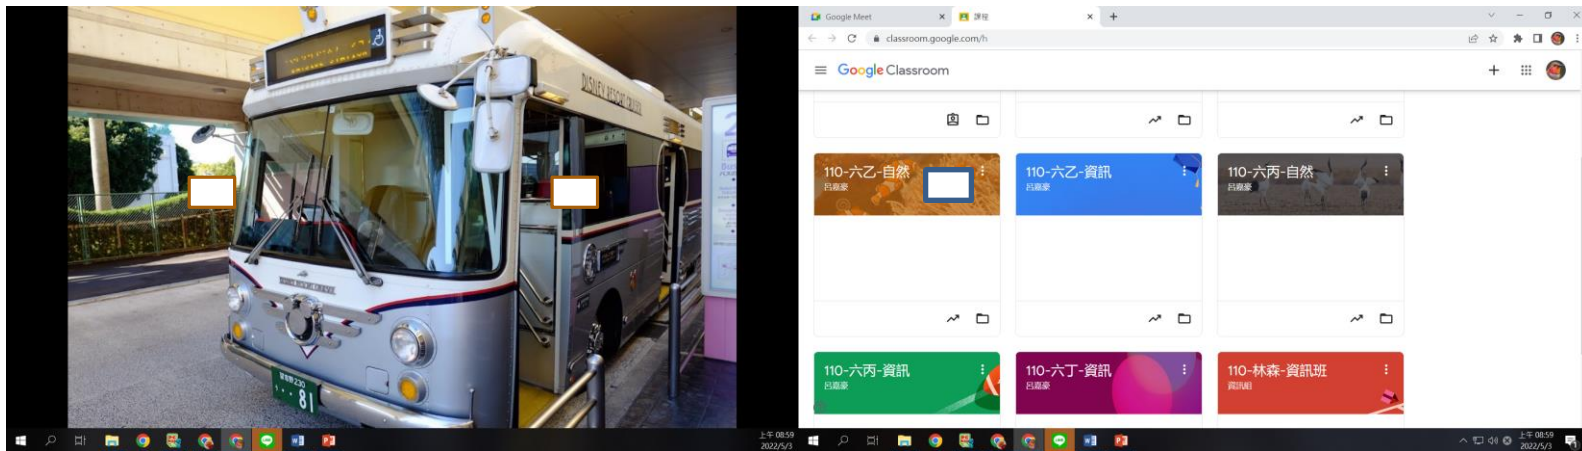 DISNEY RESORT CRUISER
230
81
上午 08:59
2022/5/3
Google Meet
課程
classroom.google.com/h
Google Classroom
110-六乙-自然
呂嘉豪
110-六乙-資訊
呂嘉豪
110-六丙-自然
呂嘉豪
110-六丙-資訊
呂嘉豪
110-六丁-資訊
呂嘉豪
110-林森-資訊班
資訊組
上午 08:59
2022/5/3